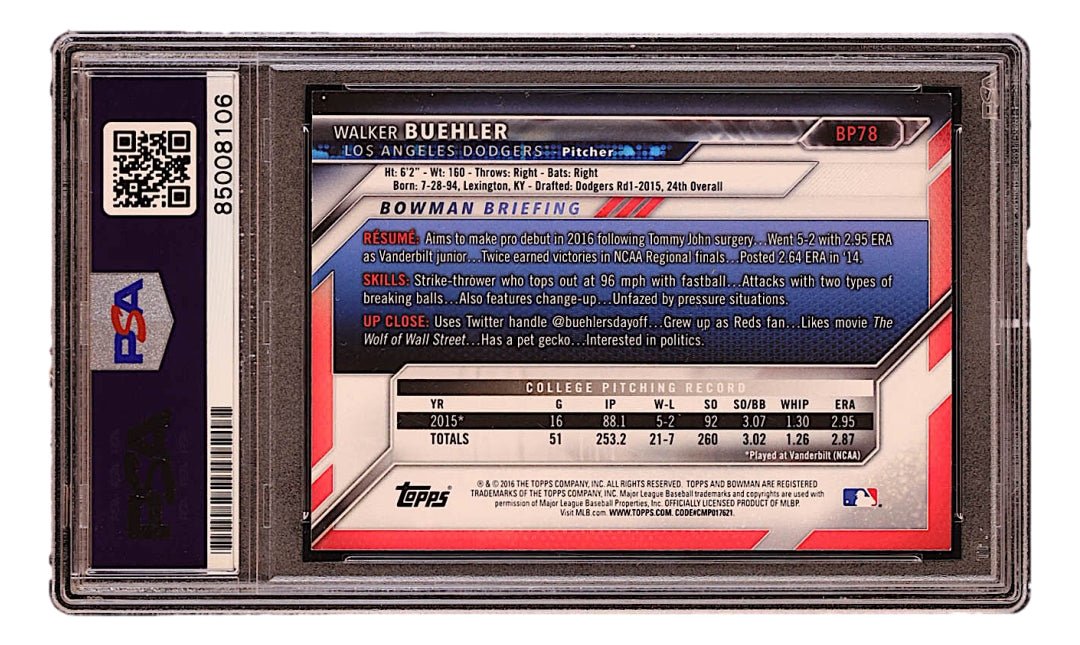 85008106
PSA
PSA
WALKER BUEHLER
BP78
LOS ANGELES DODGERS - Pitcher
Ht: 6'2" - Wt: 160 - Throws: Right - Bats: Right
Born: 7-28-94, Lexington, KY - Drafted: Dodgers Rd1-2015, 24th Overall
BOWMAN BRIEFING
RÉSUMÉ: Aims to make pro debut in 2016 following Tommy John surgery...Went 5-2 with 2.95 ERA
as Vanderbilt junior...Twice earned victories in NCAA Regional finals...Posted 2.64 ERA in '14.
SKILLS: Strike-thrower who tops out at 96 mph with fastball...Attacks with two types of
breaking balls...Also features change-up...Unfazed by pressure situations.
UP CLOSE: Uses Twitter handle @buehlersdayoff...Grew up as Reds fan...Likes movie The
Wolf of Wall Street...Has a pet gecko...Interested in politics.
COLLEGE PITCHING RECORD
YR G IP W-L SO SO/BB WHIP ERA
2015* 16 88.1 5-2 92 3.07 1.30 2.95
TOTALS 51 253.2 21-7 260 3.02 1.26 2.87
*Played at Vanderbilt (NCAA)
Topps
® & © 2016 THE TOPPS COMPANY, INC. ALL RIGHTS RESERVED. TOPPS AND BOWMAN ARE REGISTERED
TRADEMARKS OF THE TOPPS COMPANY, INC. Major League Baseball trademarks and copyrights are used with
permission of Major League Baseball Properties, Inc. OFFICIALLY LICENSED PRODUCT OF MLBP.
Visit MLB.com. WWW.TOPPS.COM. CODE#CMP017621.